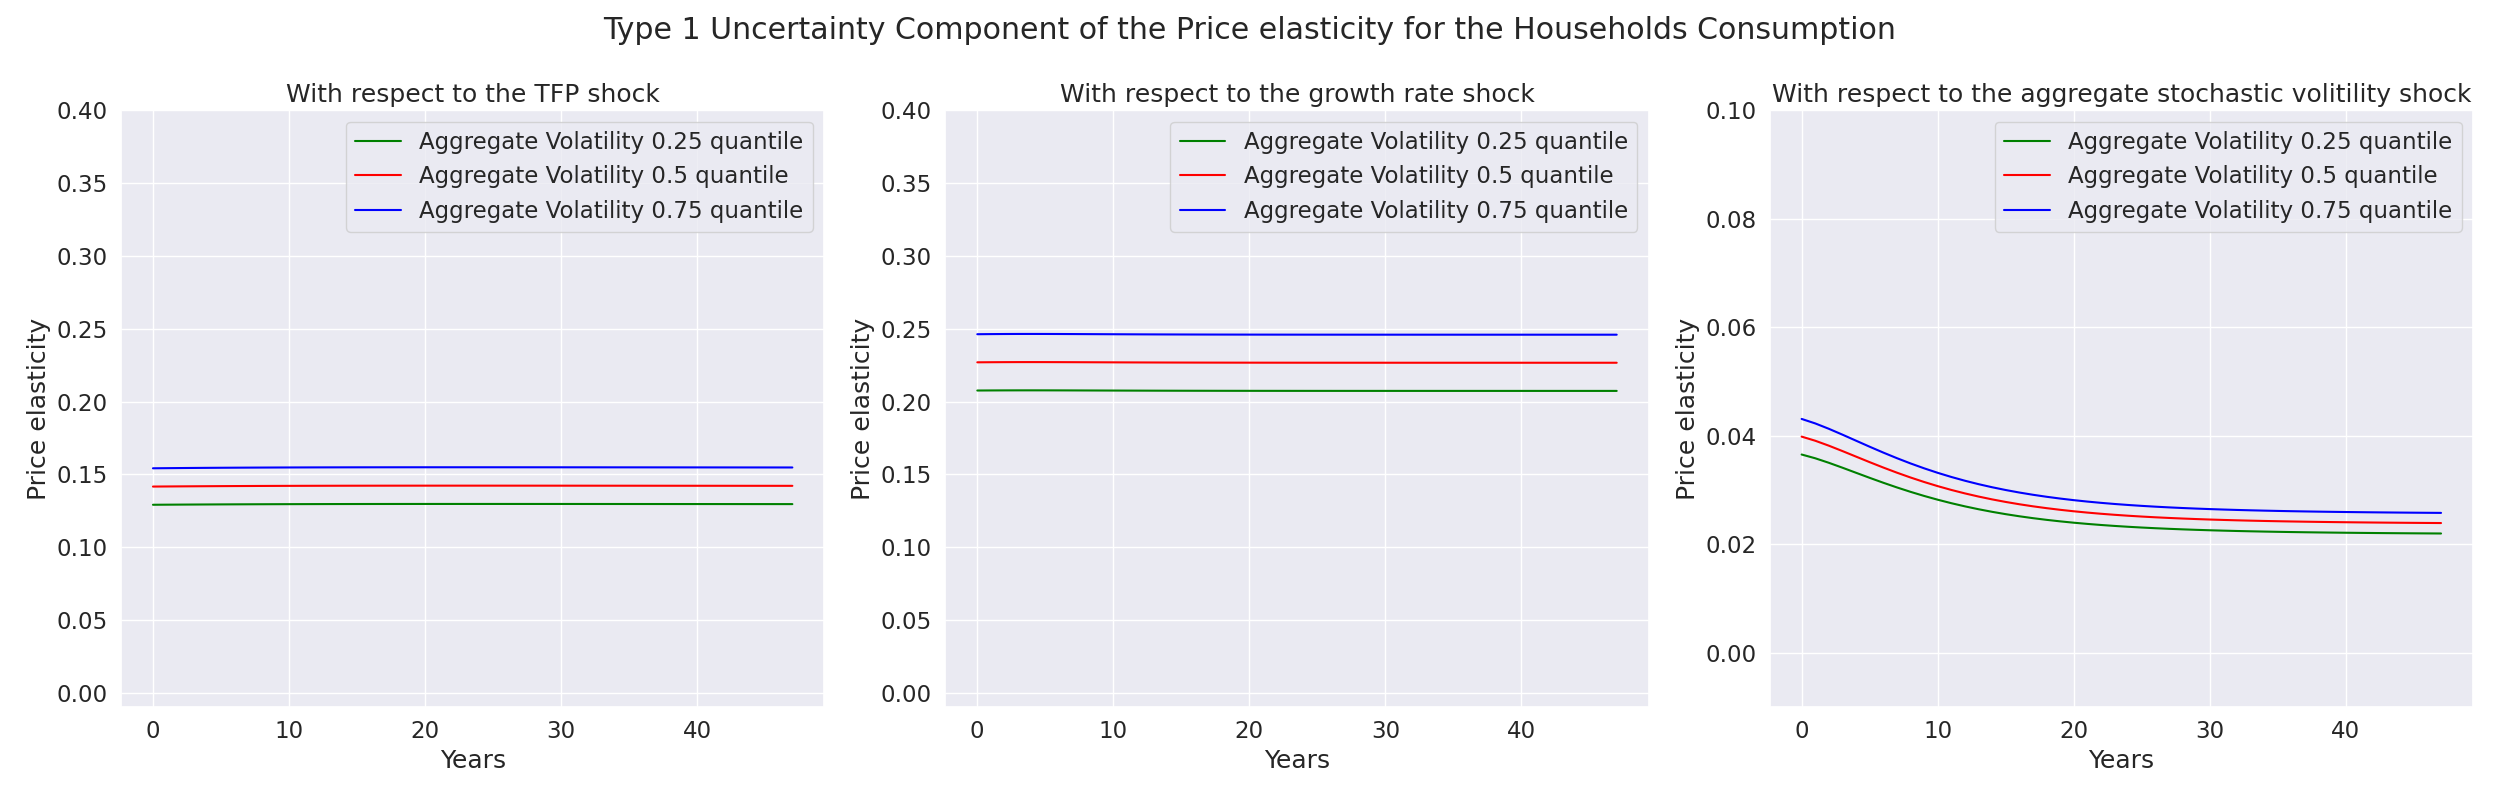 Type 1 Uncertainty Component of the Price elasticity for the Households Consumption
With respect to the TFP shock
0.40
0.35
0.30
0.25
0.20
0.15
0.10
0.05
0.00
Price elasticity
Aggregate Volatility 0.25 quantile
Aggregate Volatility 0.5 quantile
Aggregate Volatility 0.75 quantile
0 10 20 30 40
Years
With respect to the growth rate shock
0.40
0.35
0.30
0.25
0.20
0.15
0.10
0.05
0.00
Price elasticity
Aggregate Volatility 0.25 quantile
Aggregate Volatility 0.5 quantile
Aggregate Volatility 0.75 quantile
0 10 20 30 40
Years
With respect to the aggregate stochastic volitility shock
0.10
0.08
0.06
0.04
0.02
0.00
Price elasticity
Aggregate Volatility 0.25 quantile
Aggregate Volatility 0.5 quantile
Aggregate Volatility 0.75 quantile
0 10 20 30 40
Years